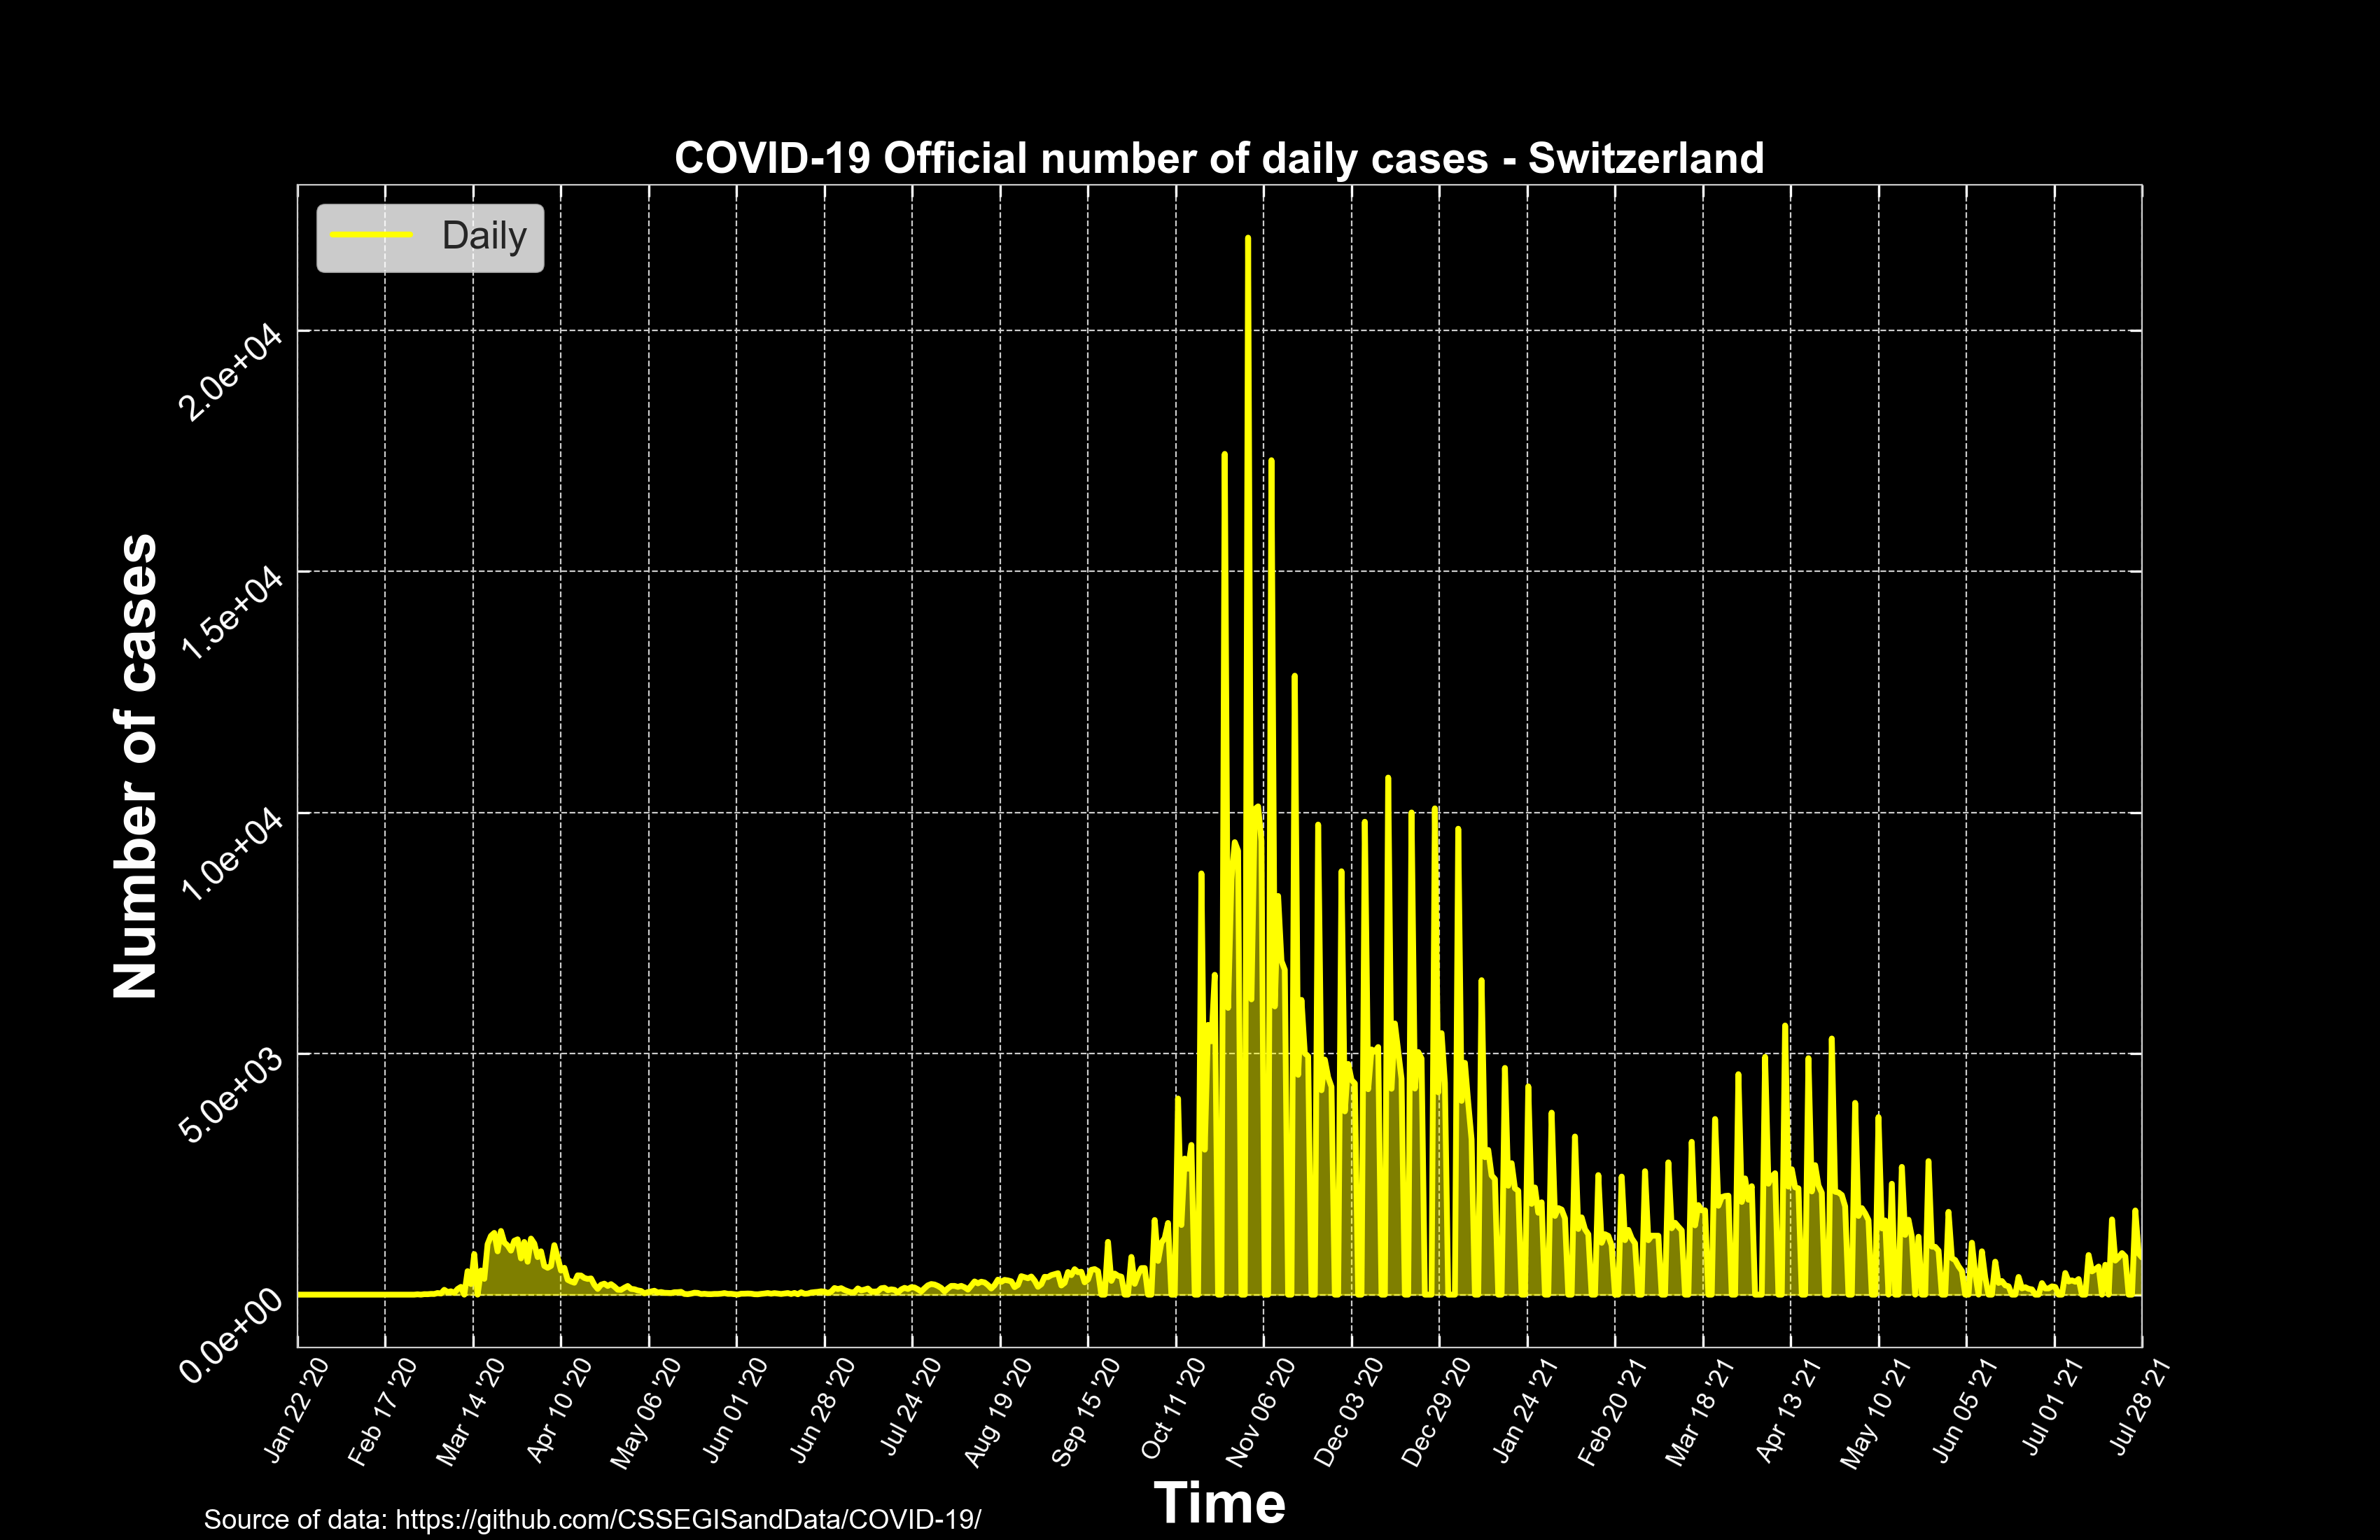 COVID-19 Official number of daily cases - Switzerland
Daily
Number of cases
2.0e+04
1.5e+04
1.0e+04
5.0e+03
0.0e+00
Jan 22 '20
Feb 17 '20
Mar 14 '20
Apr 10 '20
May 06 '20
Jun 01 '20
Jun 28 '20
Jul 24 '20
Aug 19 '20
Sep 15 '20
Oct 11 '20
Nov 06 '20
Dec 03 '20
Dec 29 '20
Jan 24 '21
Feb 20 '21
Mar 18 '21
Apr 13 '21
May 10 '21
Jun 05 '21
Jul 01 '21
Jul 28 '21
Time
Source of data: https://github.com/CSSEGISandData/COVID-19/